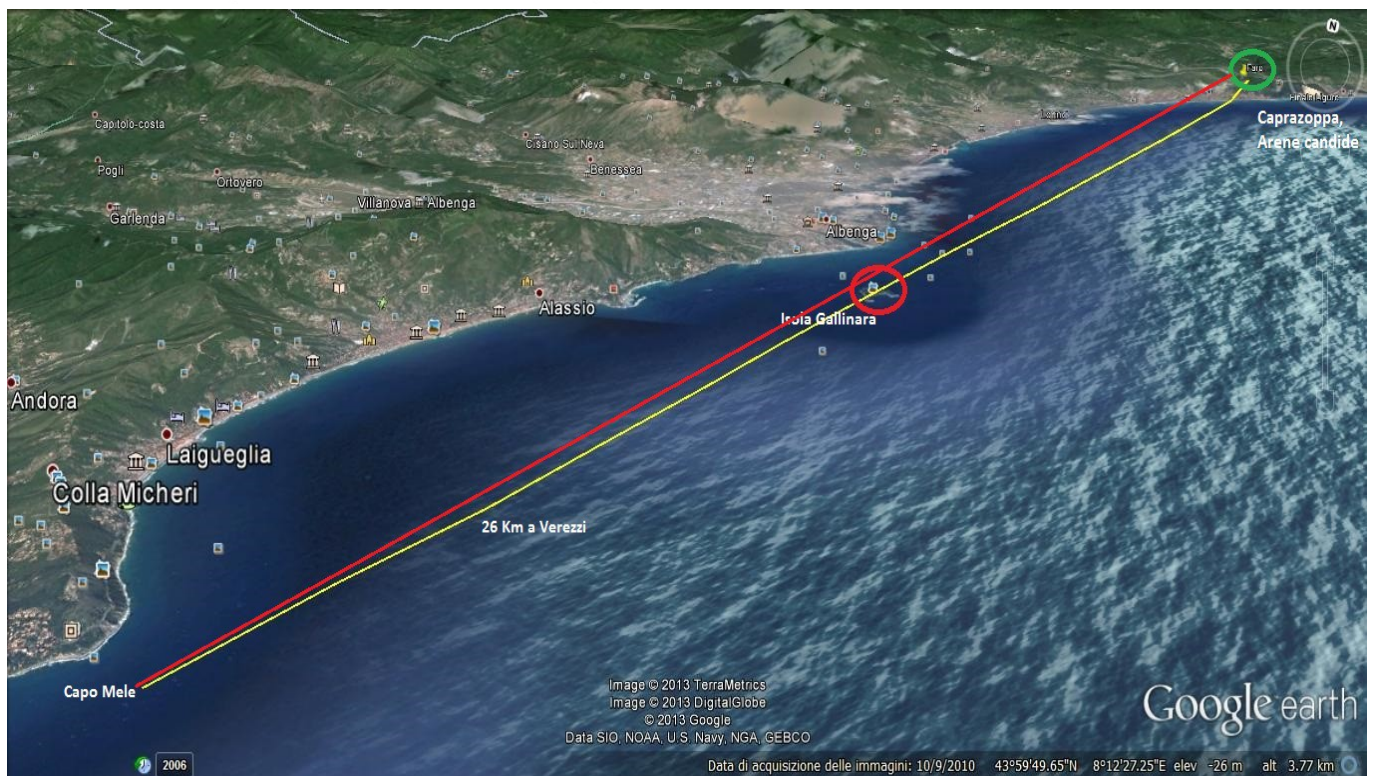 N
Faro
Finale Ligure
Caprazoppa,
Arene candide
Capitolo-costa
Cisano Sul Neva
Pogli
Benessea
Ortovero
Villanova Albenga
Garlenda
Albenga
Isola Gallinara
Alassio
Andora
Laigueglia
Colla Micheri
26 Km a Verezzi
Capo Mele
Image © 2013 TerraMetrics
Image © 2013 DigitalGlobe
© 2013 Google
Data SIO, NOAA, U.S. Navy, NGA, GEBCO
Google earth
2006
Data di acquisizione delle immagini: 10/9/2010 43°59'49.65"N 8°12'27.25"E elev -26 m alt 3.77 km